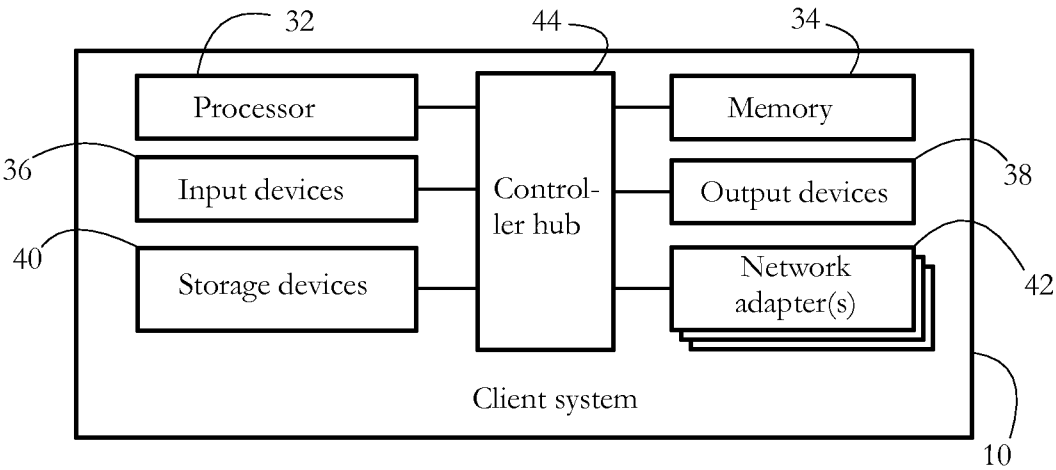 32
44
34
Processor
Memory
36
Input devices
Control-
ler hub
Output devices
38
40
Storage devices
Network
adapter(s)
42
Client system
10